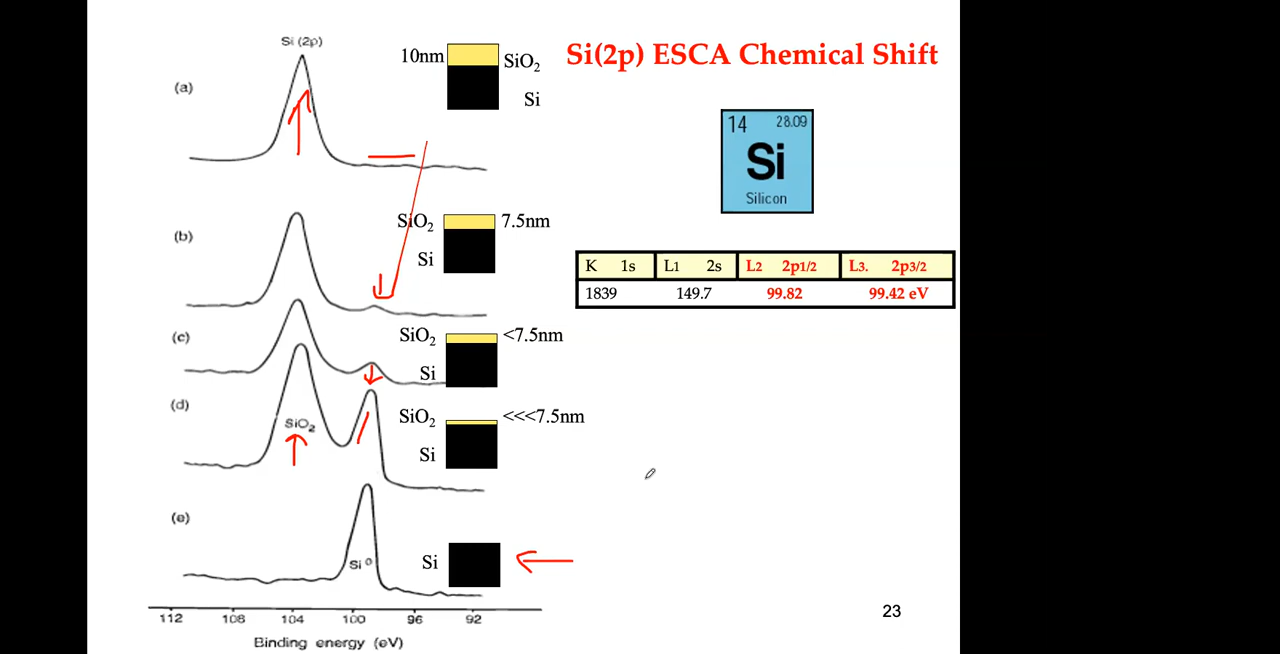 Si(2p) ESCA Chemical Shift
Si (2p)
(a)
10nm
SiO₂
Si
14
28.09
Si
Silicon
(b)
SiO₂
7.5nm
Si
K 1s L1 2s L2 2p1/2 L3. 2p3/2
1839 149.7 99.82 99.42 eV
(c)
SiO₂
<7.5nm
Si
(d)
SiO₂
SiO₂
<<<7.5nm
Si
(e)
Si⁰
Si
112 108 104 100 96 92
Binding energy (eV)
23